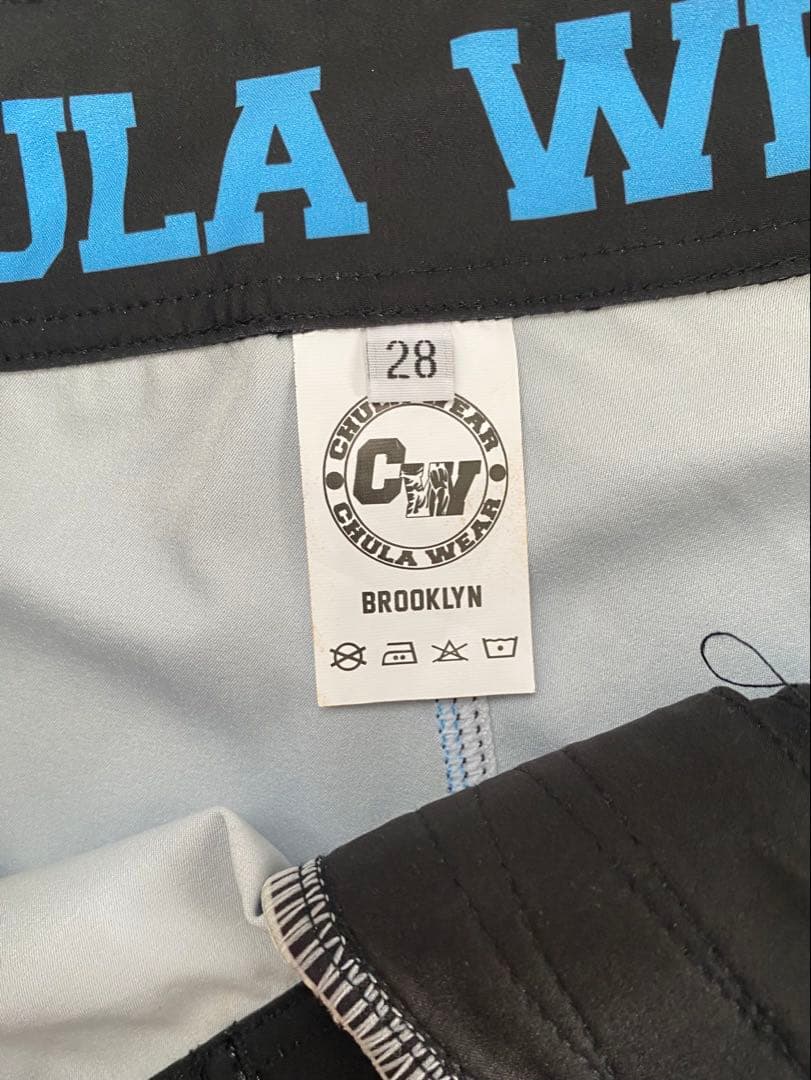 ULA WE
28
CHULA WEAR
CW
CHULA WEAR
BROOKLYN